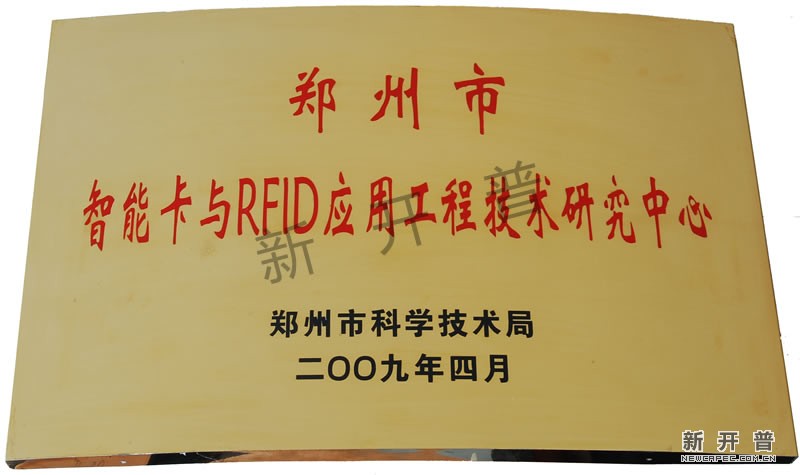 郑州市
智能卡与RFID应用工程技术研究中心
新开普
郑州市科学技术局
二〇〇九年四月
新开普
NEWCAPEC.COM.CN